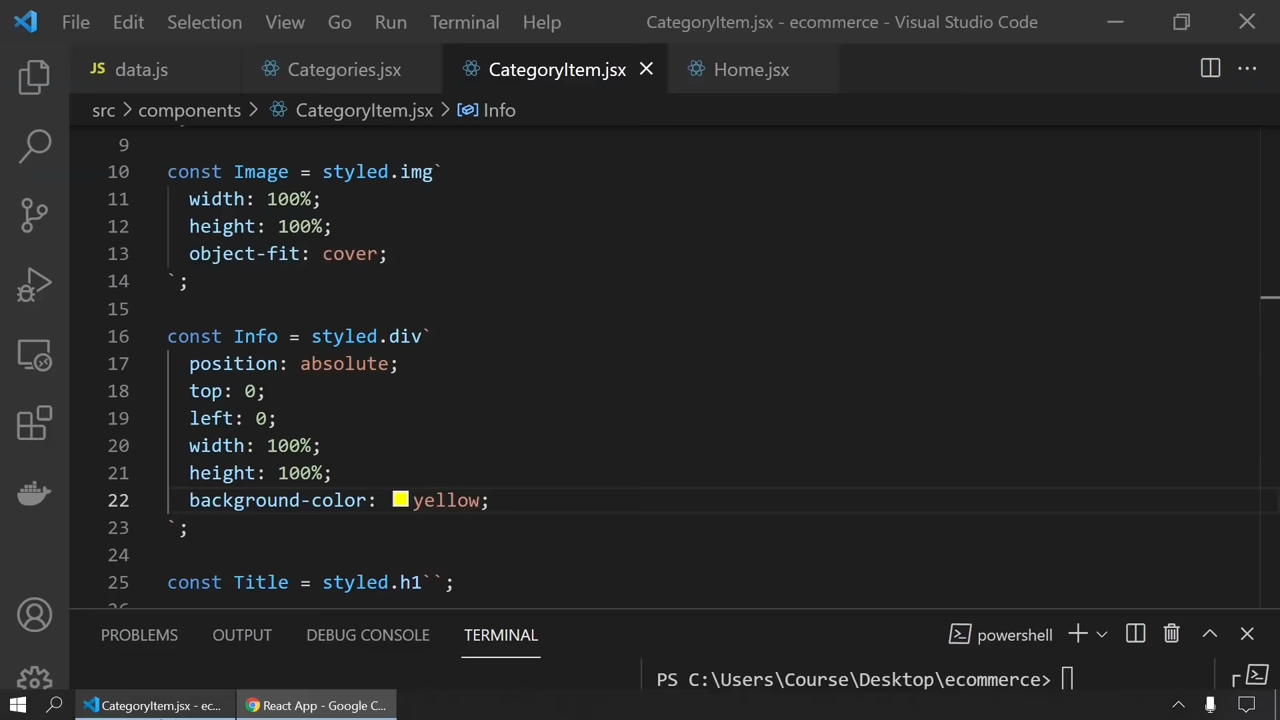 File Edit Selection View Go Run Terminal Help CategoryItem.jsx - ecommerce - Visual Studio Code
JS data.js Categories.jsx CategoryItem.jsx Home.jsx
src > components > CategoryItem.jsx > Info
9
10 const Image = styled.img`
11 width: 100%;
12 height: 100%;
13 object-fit: cover;
14 `;
15
16 const Info = styled.div`
17 position: absolute;
18 top: 0;
19 left: 0;
20 width: 100%;
21 height: 100%;
22 background-color: yellow;
23 `;
24
25 const Title = styled.h1``;
PROBLEMS OUTPUT DEBUG CONSOLE TERMINAL powershell
PS C:\Users\Course\Desktop\ecommerce>
CategoryItem.jsx - ec... React App - Google C...